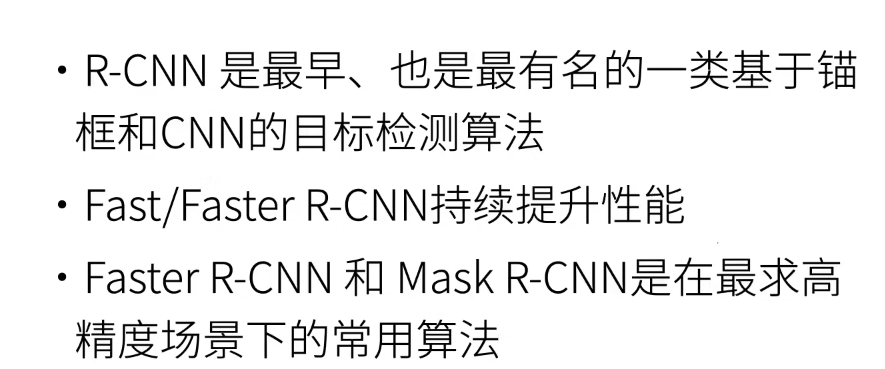 • R-CNN 是最早、也是最有名的一类基于锚
框和CNN的目标检测算法
• Fast/Faster R-CNN持续提升性能
• Faster R-CNN 和 Mask R-CNN是在最求高
精度场景下的常用算法